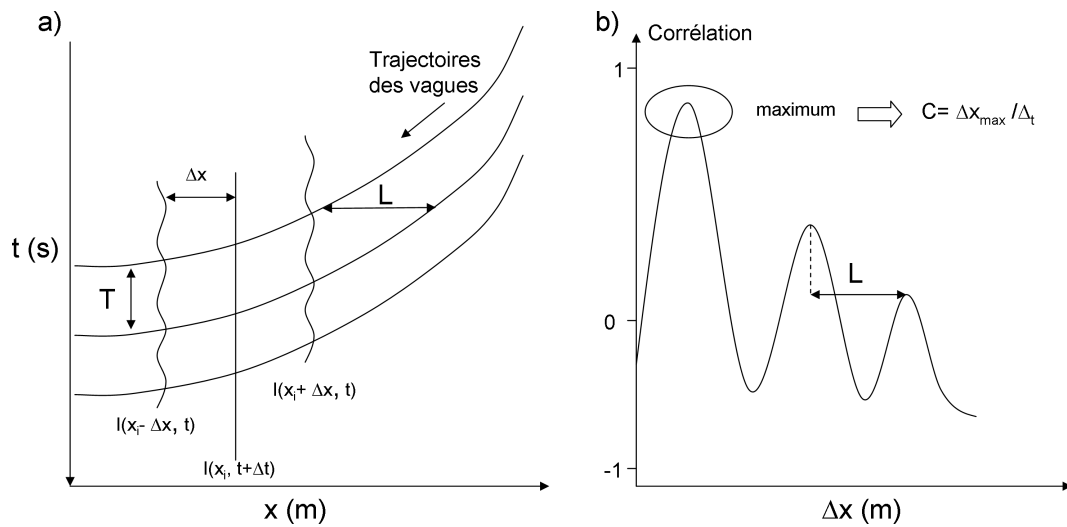 a)
Trajectoires
des vagues
Δx
L
t (s)
T
I(xi+ Δx, t)
I(xi- Δx, t)
I(xi, t+Δt)
x (m)
b)
Corrélation
1
maximum
C= Δxmax /Δt
L
0
-1
Δx (m)